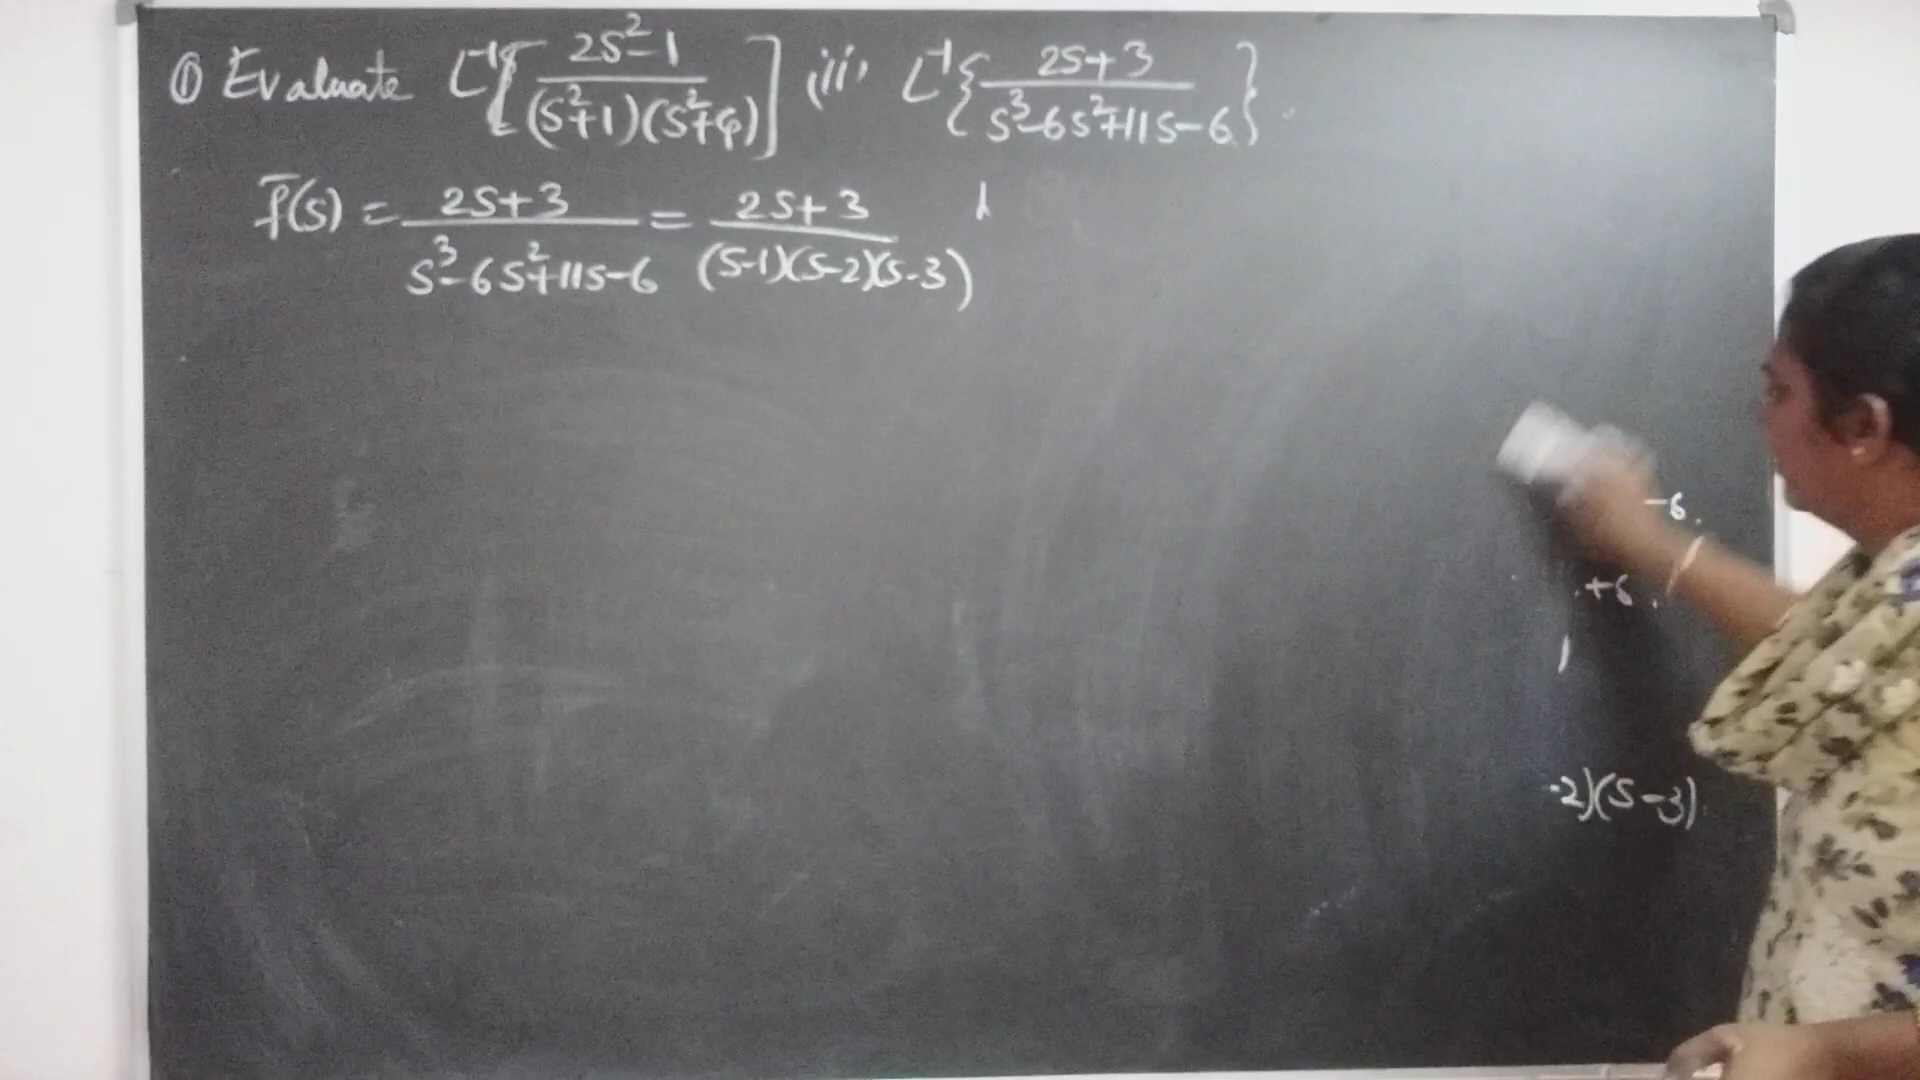 ① Evaluate L⁻¹[(2s²-1)/((s²+1)(s²+4))] (ii) L⁻¹{(2s+3)/(s³-6s²+11s-6)}
f̄(s) = (2s+3)/(s³-6s²+11s-6) = (2s+3)/((s-1)(s-2)(s-3))
-6.
+6.
-2)(s-3)